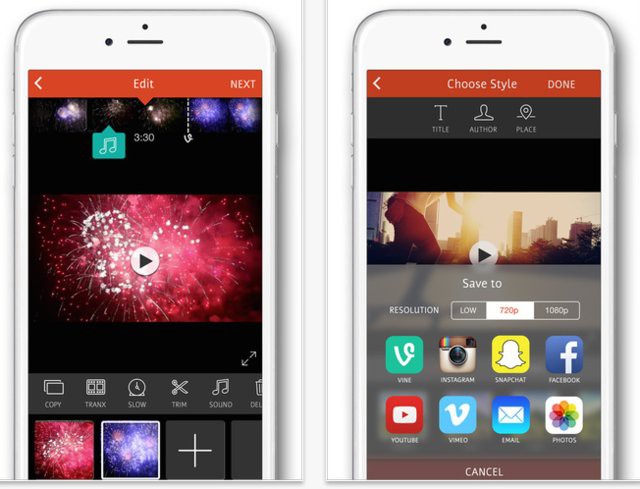 Edit
NEXT
3:30
COPY
TRANX
SLOW
TRIM
SOUND
DEL
Choose Style
DONE
TITLE
AUTHOR
PLACE
Save to
RESOLUTION
LOW
720p
1080p
VINE
INSTAGRAM
SNAPCHAT
FACEBOOK
YOUTUBE
VIMEO
EMAIL
PHOTOS
CANCEL